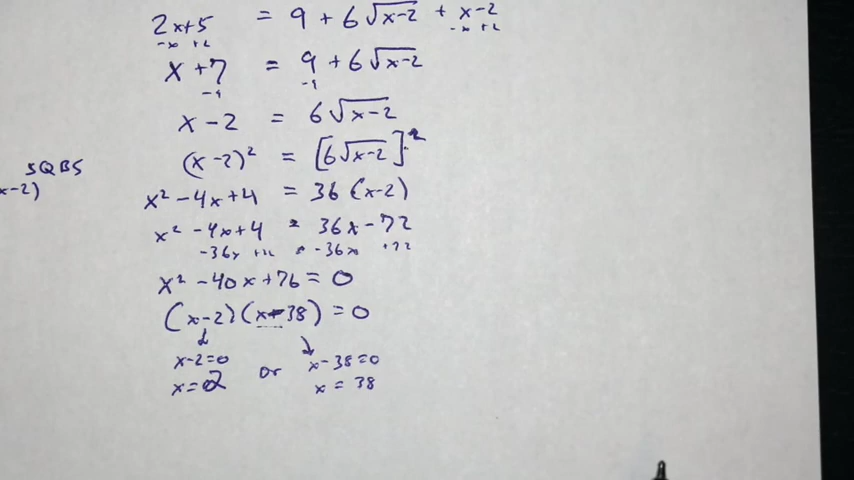 2x+5 = 9 + 6√x-2 + x-2
-x +2 -x +2
x +7 = 9 + 6√x-2
-9 -9
x - 2 = 6√x-2
SQBS
(x-2)² = [6√x-2]²
x-2)
x² - 4x + 4 = 36 (x-2)
x² - 4x + 4 = 36x - 72
-36x +72 = -36x +72
x² - 40x + 76 = 0
(x-2)(x-38) = 0
x-2=0 or x-38=0
x=2 x = 38